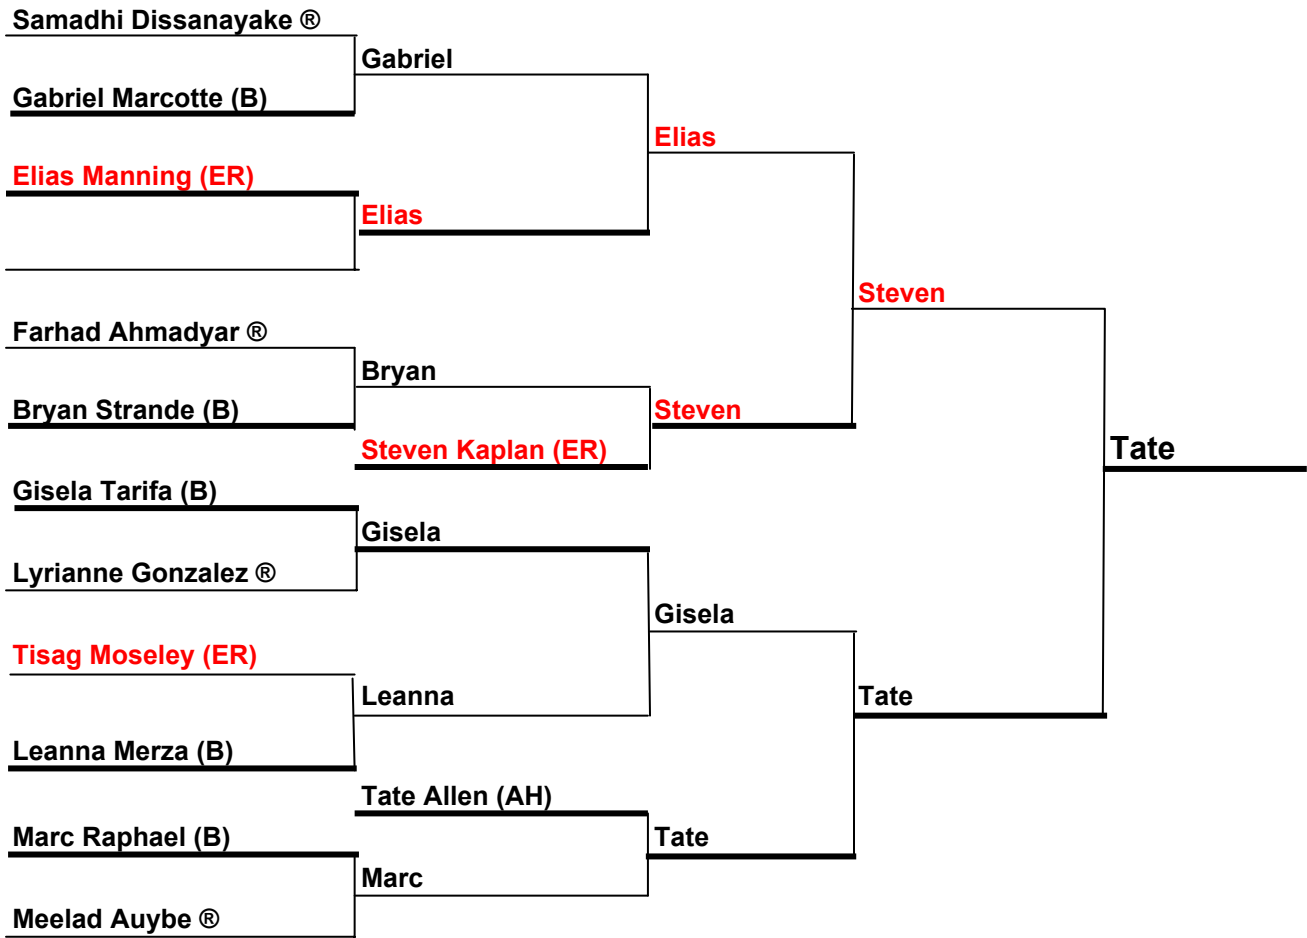 Samadhi Dissanayake ®
Gabriel
Gabriel Marcotte (B)
Elias
Elias Manning (ER)
Elias
Steven
Farhad Ahmadyar ®
Bryan
Bryan Strande (B)
Steven
Steven Kaplan (ER)
Tate
Gisela Tarifa (B)
Gisela
Lyrianne Gonzalez ®
Gisela
Tisag Moseley (ER)
Leanna
Tate
Leanna Merza (B)
Tate Allen (AH)
Marc Raphael (B)
Tate
Marc
Meelad Auybe ®